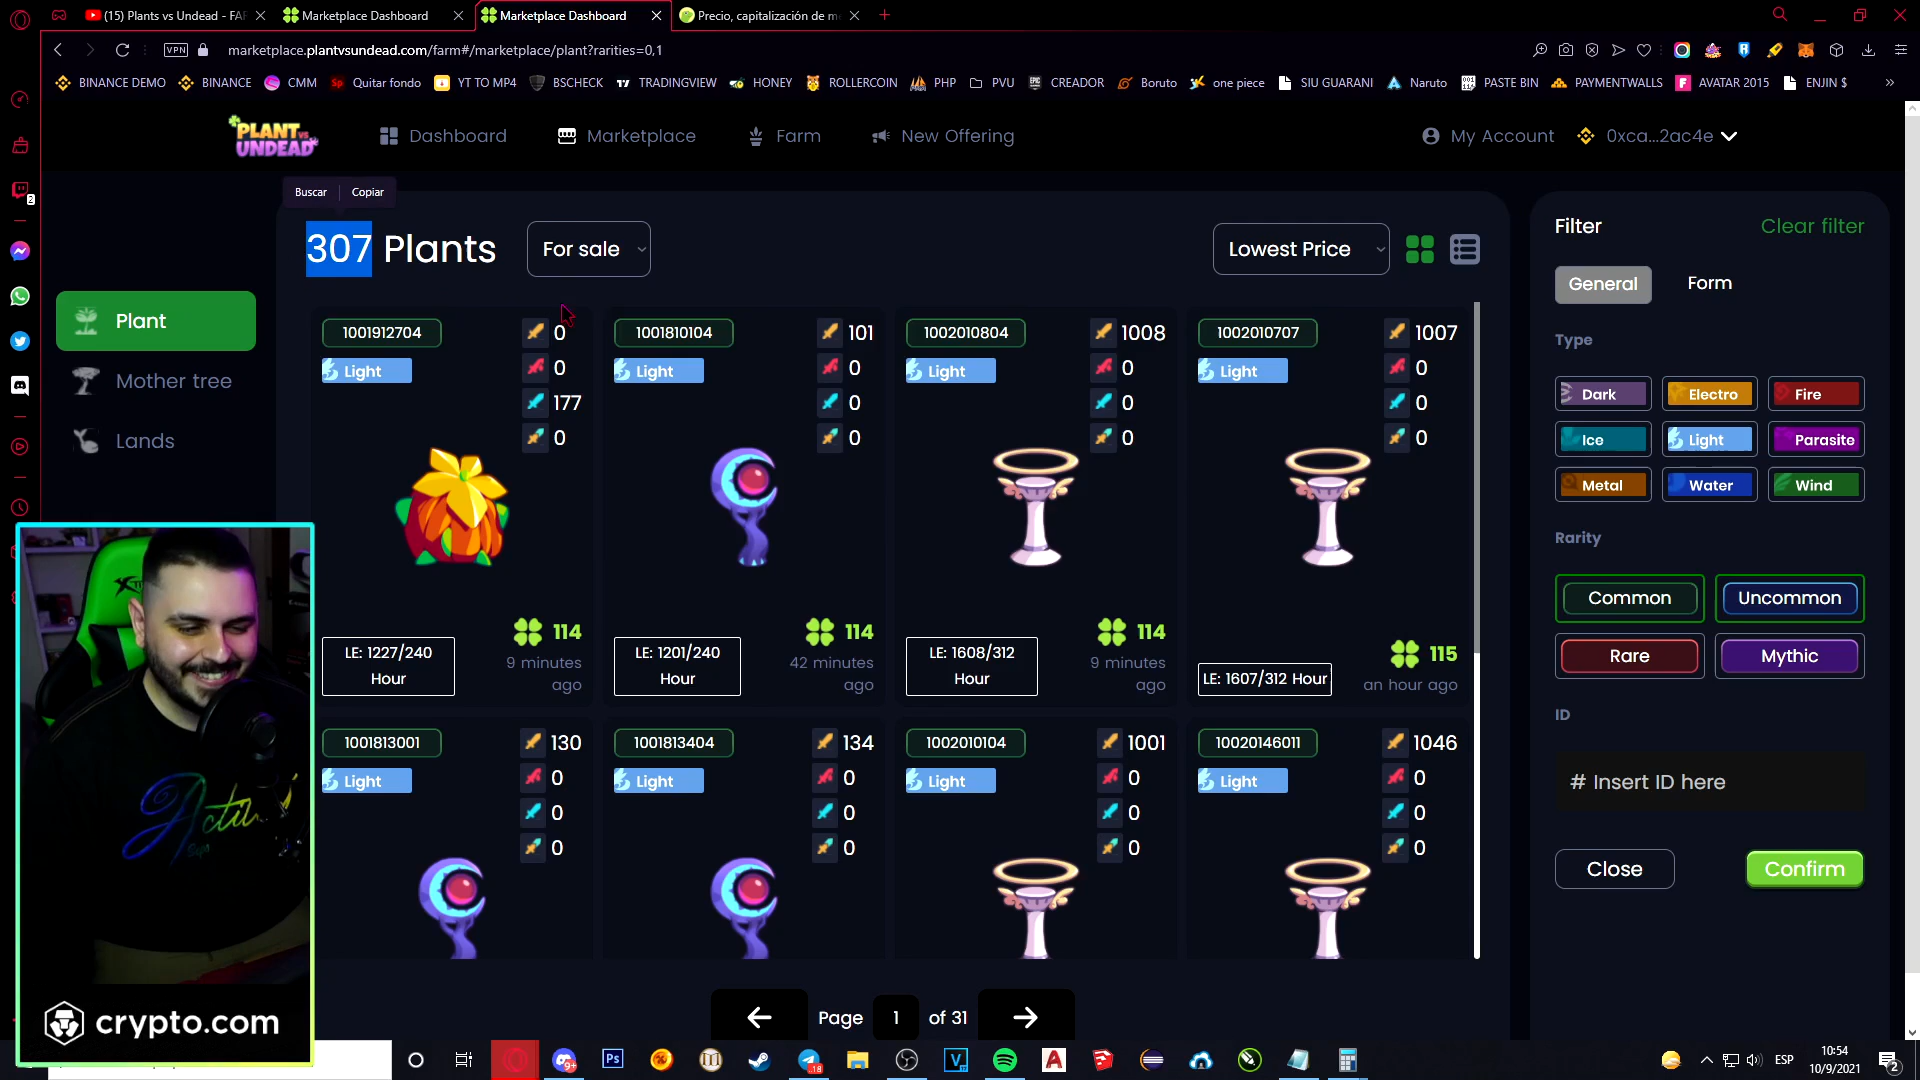 (15) Plants vs Undead - FAR
Marketplace Dashboard
Marketplace Dashboard
Precio, capitalización de m
VPN
marketplace.plantvsundead.com/farm#/marketplace/plant?rarities=0,1
BINANCE DEMO
BINANCE
CMM
Quitar fondo
YT TO MP4
BSCHECK
TRADINGVIEW
HONEY
ROLLERCOIN
PHP
PVU
CREADOR
Boruto
one piece
SIU GUARANI
Naruto
PASTE BIN
PAYMENTWALLS
AVATAR 2015
ENJIN $
PLANT VS UNDEAD
Dashboard
Marketplace
Farm
New Offering
My Account
0xca...2ac4e
Buscar
Copiar
307 Plants
For sale
Lowest Price
Plant
Mother tree
Lands
1001912704
0
Light
0
177
0
LE: 1227/240 Hour
114
9 minutes ago
1001810104
101
Light
0
0
0
LE: 1201/240 Hour
114
42 minutes ago
1002010804
1008
Light
0
0
0
LE: 1608/312 Hour
114
9 minutes ago
1002010707
1007
Light
0
0
0
LE: 1607/312 Hour
115
an hour ago
1001813001
130
Light
0
0
0
1001813404
134
Light
0
0
0
1002010104
1001
Light
0
0
0
10020146011
1046
Light
0
0
0
Page 1 of 31
Filter
Clear filter
General
Form
Type
Dark
Electro
Fire
Ice
Light
Parasite
Metal
Water
Wind
Rarity
Common
Uncommon
Rare
Mythic
ID
# Insert ID here
Close
Confirm
crypto.com
ESP
10:54
10/9/2021